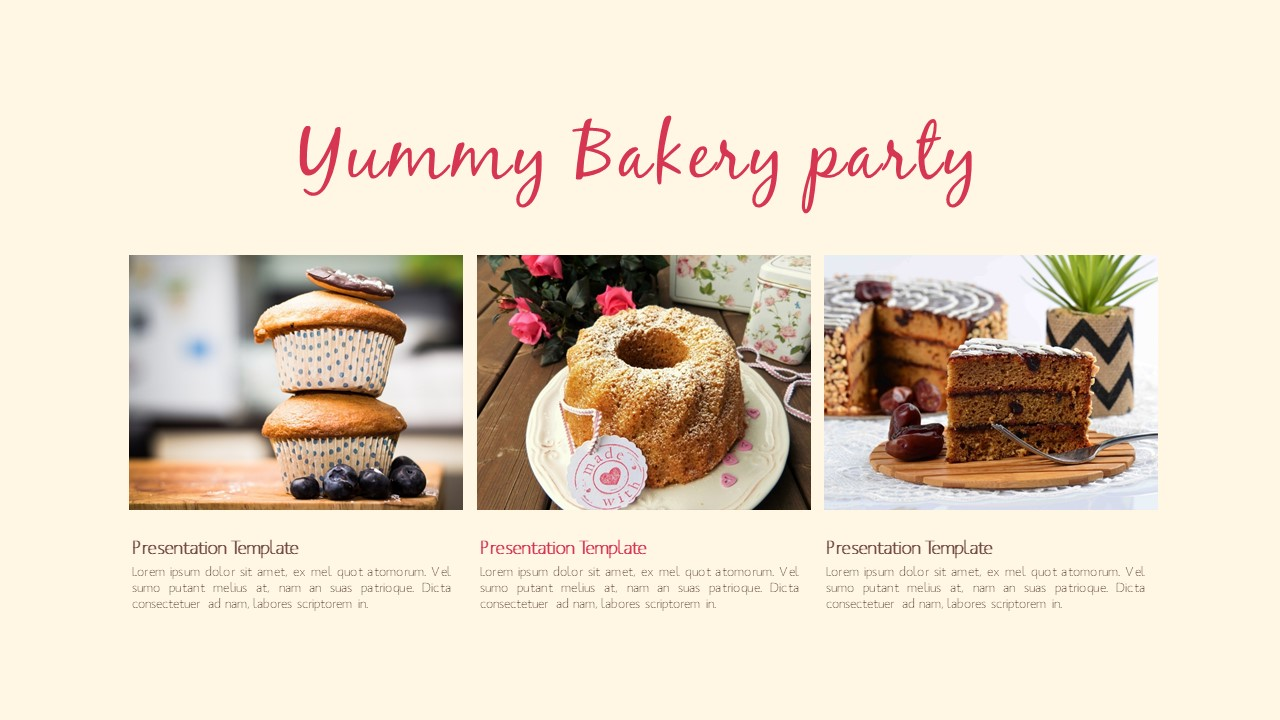 Yummy Bakery party
made
with
Presentation Template
Lorem ipsum dolor sit amet, ex mel quot atomorum. Vel
sumo putant melius at, nam an suas patrioque. Dicta
consectetuer ad nam, labores scriptorem in.
Presentation Template
Lorem ipsum dolor sit amet, ex mel quot atomorum. Vel
sumo putant melius at, nam an suas patrioque. Dicta
consectetuer ad nam, labores scriptorem in.
Presentation Template
Lorem ipsum dolor sit amet, ex mel quot atomorum. Vel
sumo putant melius at, nam an suas patrioque. Dicta
consectetuer ad nam, labores scriptorem in.